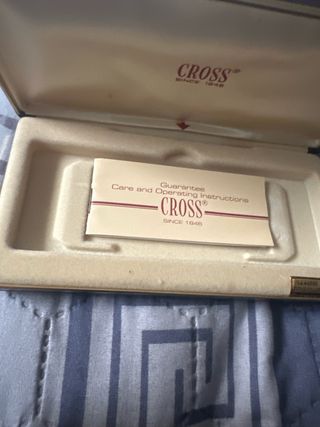 CROSS®
SINCE 1846
Guarantee
Care and Operating Instructions
CROSS®
SINCE 1846